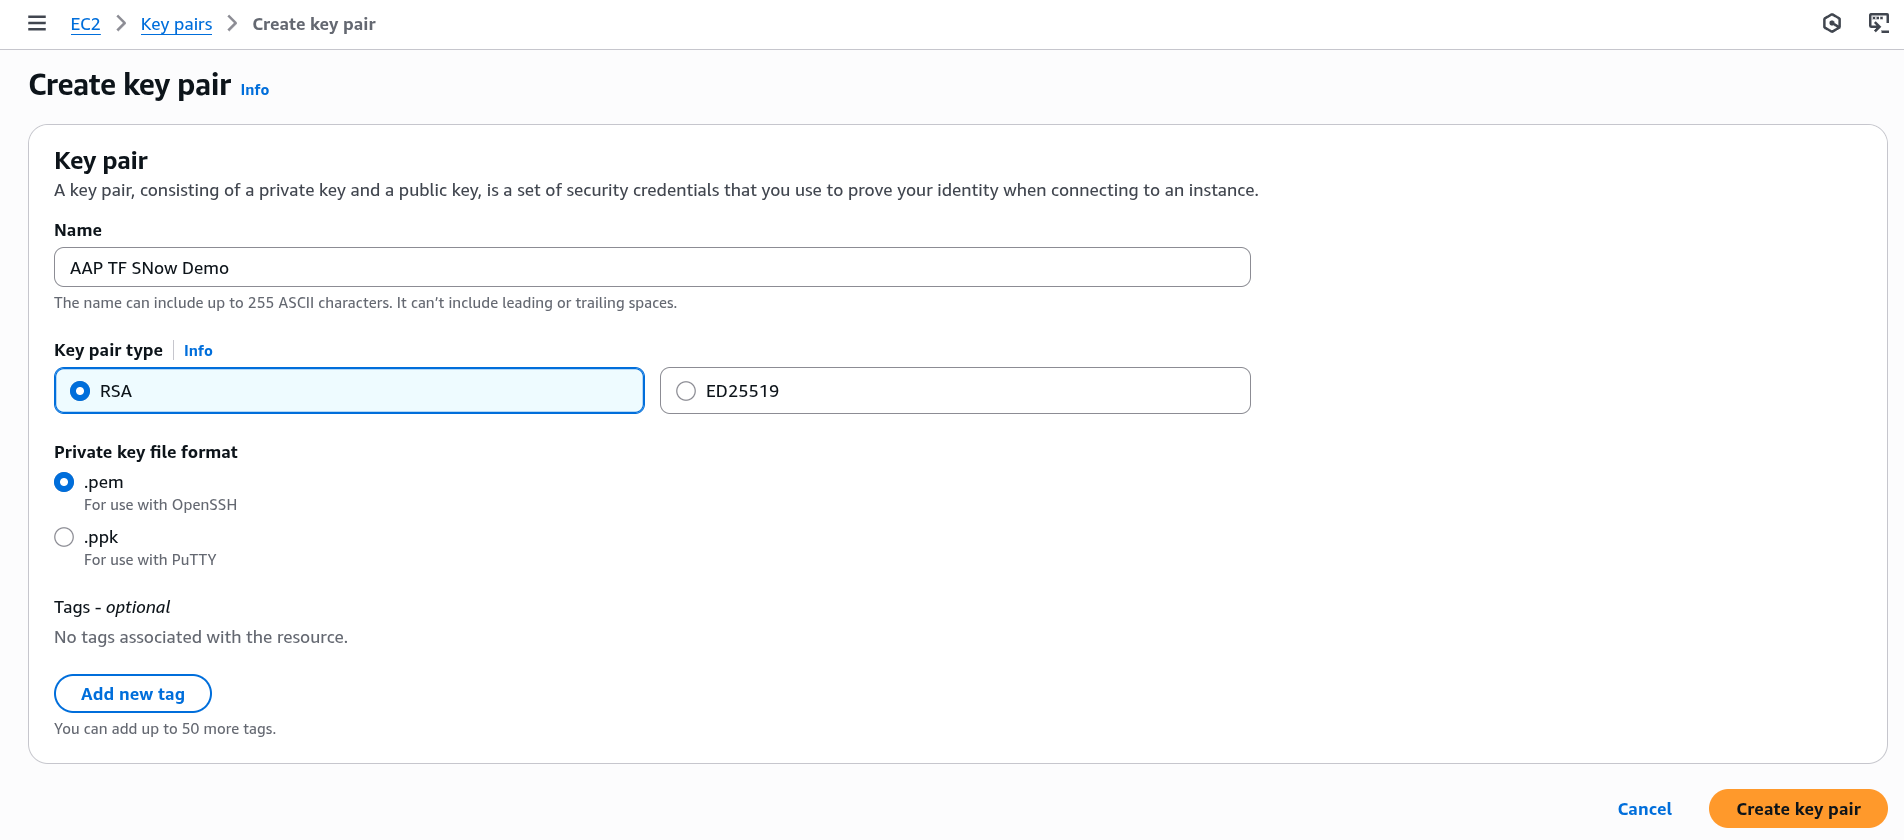 EC2 > Key pairs > Create key pair
Create key pair Info
Key pair
A key pair, consisting of a private key and a public key, is a set of security credentials that you use to prove your identity when connecting to an instance.
Name
AAP TF SNow Demo
The name can include up to 255 ASCII characters. It can’t include leading or trailing spaces.
Key pair type Info
RSA ED25519
Private key file format
.pem
For use with OpenSSH
.ppk
For use with PuTTY
Tags - optional
No tags associated with the resource.
Add new tag
You can add up to 50 more tags.
Cancel Create key pair